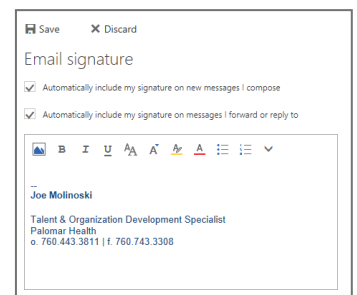 Save Discard
Email signature
Automatically include my signature on new messages I compose
Automatically include my signature on messages I forward or reply to
B I U AA A A A
--
Joe Molinoski
Talent & Organization Development Specialist
Palomar Health
o. 760.443.3811 | f. 760.743.3308